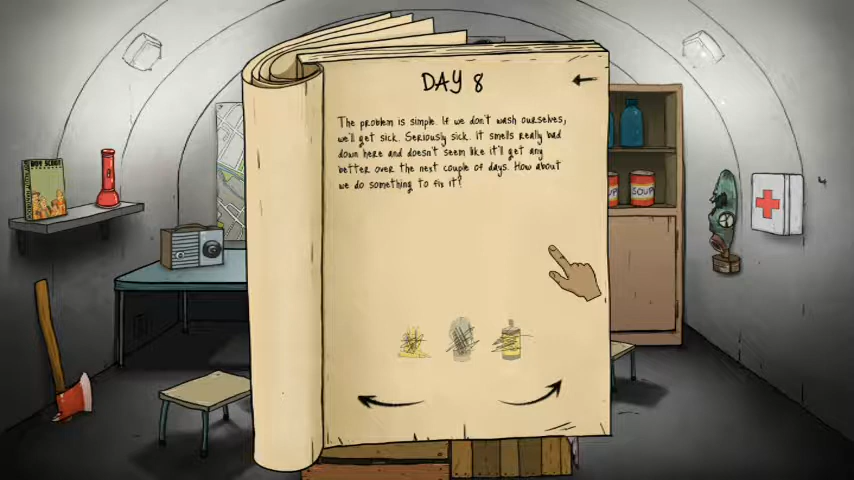 DAY 8
The problem is simple. If we don't wash ourselves,
we'll get sick. Seriously sick. It smells really bad
down here and doesn't seem like it'll get any
better over the next couple of days. How about
we do something to fix it?
BOY SCOUT
SOUP